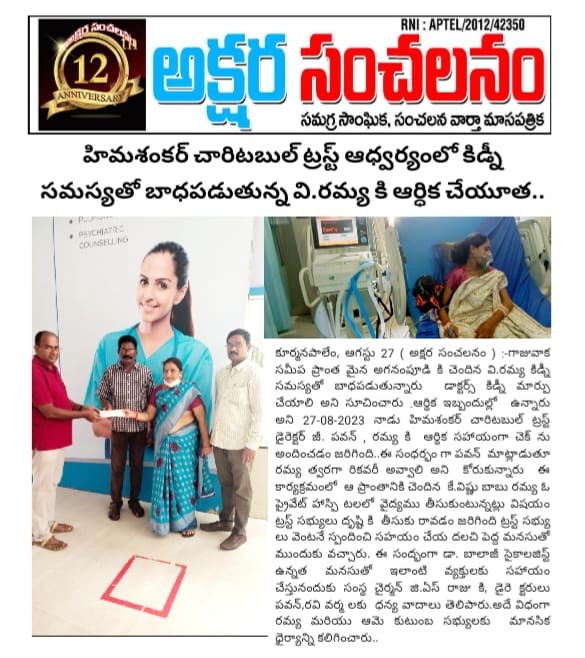 RNI : APTEL/2012/42350
అక్షర సంచలనం
12
ANNIVERSARY
అక్షర సంచలనం
సమగ్ర సాంఘిక, సంచలన వార్తా మాసపత్రిక
హిమశంకర్ చారిటబుల్ ట్రస్ట్ ఆధ్వర్యంలో కిడ్నీ
సమస్యతో బాధపడుతున్న వి.రమ్య కి ఆర్ధిక చేయూత..
PSYCHIATRIC
COUNSELLING
కూర్మనపాలెం, ఆగస్టు 27 ( అక్షర సంచలనం ) :-గాజువాక
సమీప ప్రాంత మైన అగనంపూడి కి చెందిన వి.రమ్య కిడ్నీ
సమస్యతో బాధపడుతున్నారు డాక్టర్స్ కిడ్నీ మార్పు
చేయాలి అని సూచించారు .ఆర్థిక ఇబ్బందుల్లో ఉన్నారు
అని 27-08-2023 నాడు హిమశంకర్ చారిటబుల్ ట్రస్ట్
డైరెక్టర్ జీ. పవన్ , రమ్య కి ఆర్థిక సహాయంగా చెక్ ను
అందించడం జరిగింది..ఈ సంధర్భం గా పవన్ మాట్లాడుతూ
రమ్య త్వరగా రికవరీ అవ్వాలి అని కోరుకున్నారు ఈ
కార్యక్రమంలో ఆ ప్రాంతానికి చెందిన కే.విష్ణు బాబు రమ్య ఓ
ప్రైవేట్ హాస్పి టలలో వైద్యము తీసుకుంటున్నట్లు విషయం
ట్రస్ట్ సభ్యులు దృష్టి కి తీసుకు రావడం జరిగింది ట్రస్ట్ సభ్యు
లు వెంటనే స్పందించి సహయం చేయ దలచి పెద్ద మనసుతో
ముందుకు వచ్చారు. ఈ సందర్భంగా డా. బాలాజీ సైకాలజిస్ట్
ఉన్నత మనసుతో ఇలాంటి వ్యక్తులకు సహాయం
చేస్తునందుకు సంస్థ చైర్మన్ జి.ఏస్ రాజు కి, డైరె క్టరులు
పవన్,రవి వర్మ లకు ధన్య వాదాలు తెలిపారు.అదే విధంగా
రమ్య మరియు ఆమె కుటుంబ సభ్యులకు మానసిక
ధైర్యాన్ని కలిగించారు..